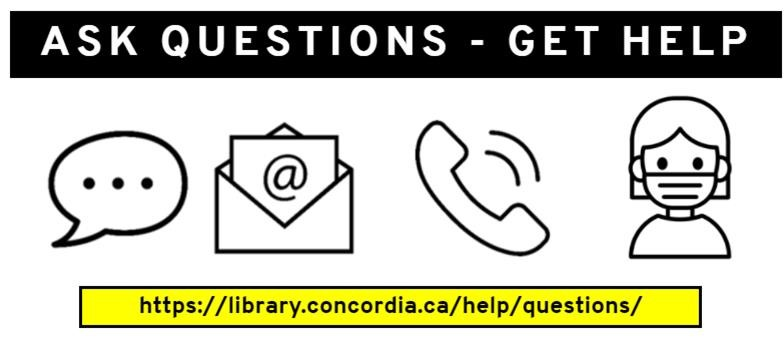 ASK QUESTIONS - GET HELP
@
https://library.concordia.ca/help/questions/